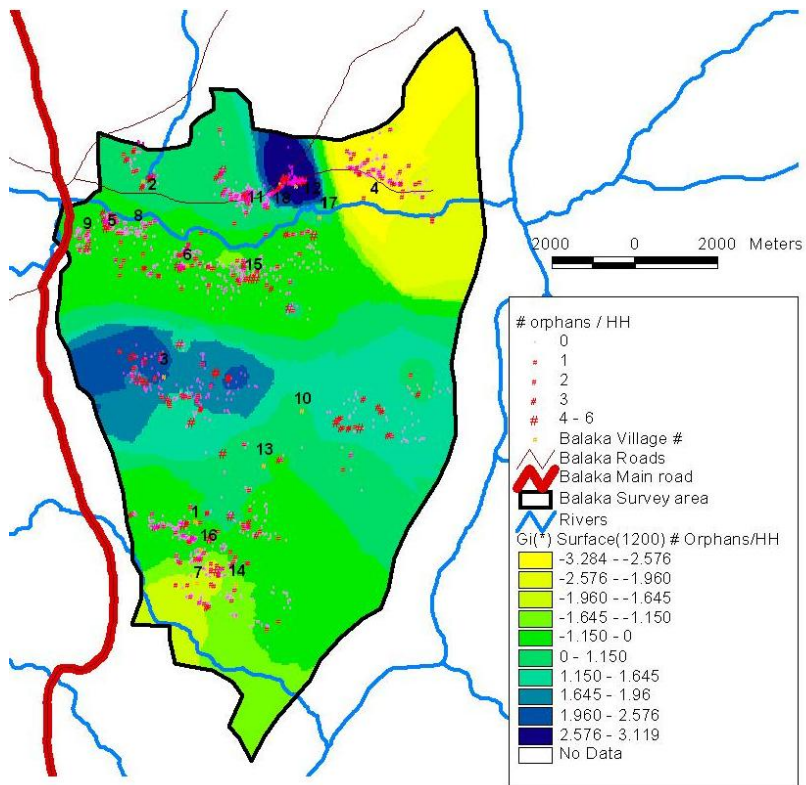 2
12
11
18
17
4
9
5
8
6
15
2000 0 2000 Meters
3
10
13
1
16
7
14
# orphans / HH
0
1
2
3
4 - 6
Balaka Village #
Balaka Roads
Balaka Main road
Balaka Survey area
Rivers
Gi(*) Surface(1200) # Orphans/HH
-3.284 - -2.576
-2.576 - -1.960
-1.960 - -1.645
-1.645 - -1.150
-1.150 - 0
0 - 1.150
1.150 - 1.645
1.645 - 1.96
1.960 - 2.576
2.576 - 3.119
No Data